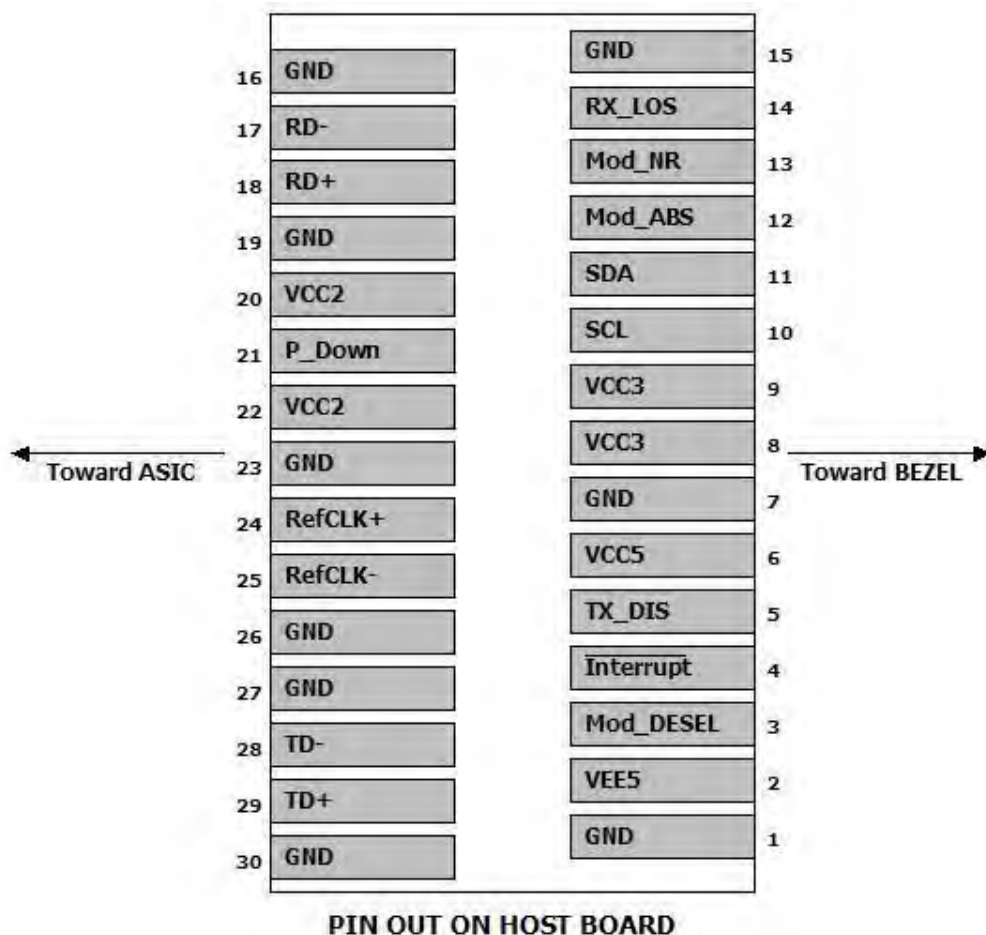 GND 15
16 GND
RX_LOS 14
17 RD-
Mod_NR 13
18 RD+
Mod_ABS 12
19 GND
SDA 11
20 VCC2
SCL 10
21 P_Down
VCC3 9
22 VCC2
VCC3 8
Toward ASIC
23 GND
Toward BEZEL
GND 7
24 RefCLK+
VCC5 6
25 RefCLK-
TX_DIS 5
26 GND
Interrupt 4
27 GND
Mod_DESEL 3
28 TD-
VEE5 2
29 TD+
GND 1
30 GND
PIN OUT ON HOST BOARD